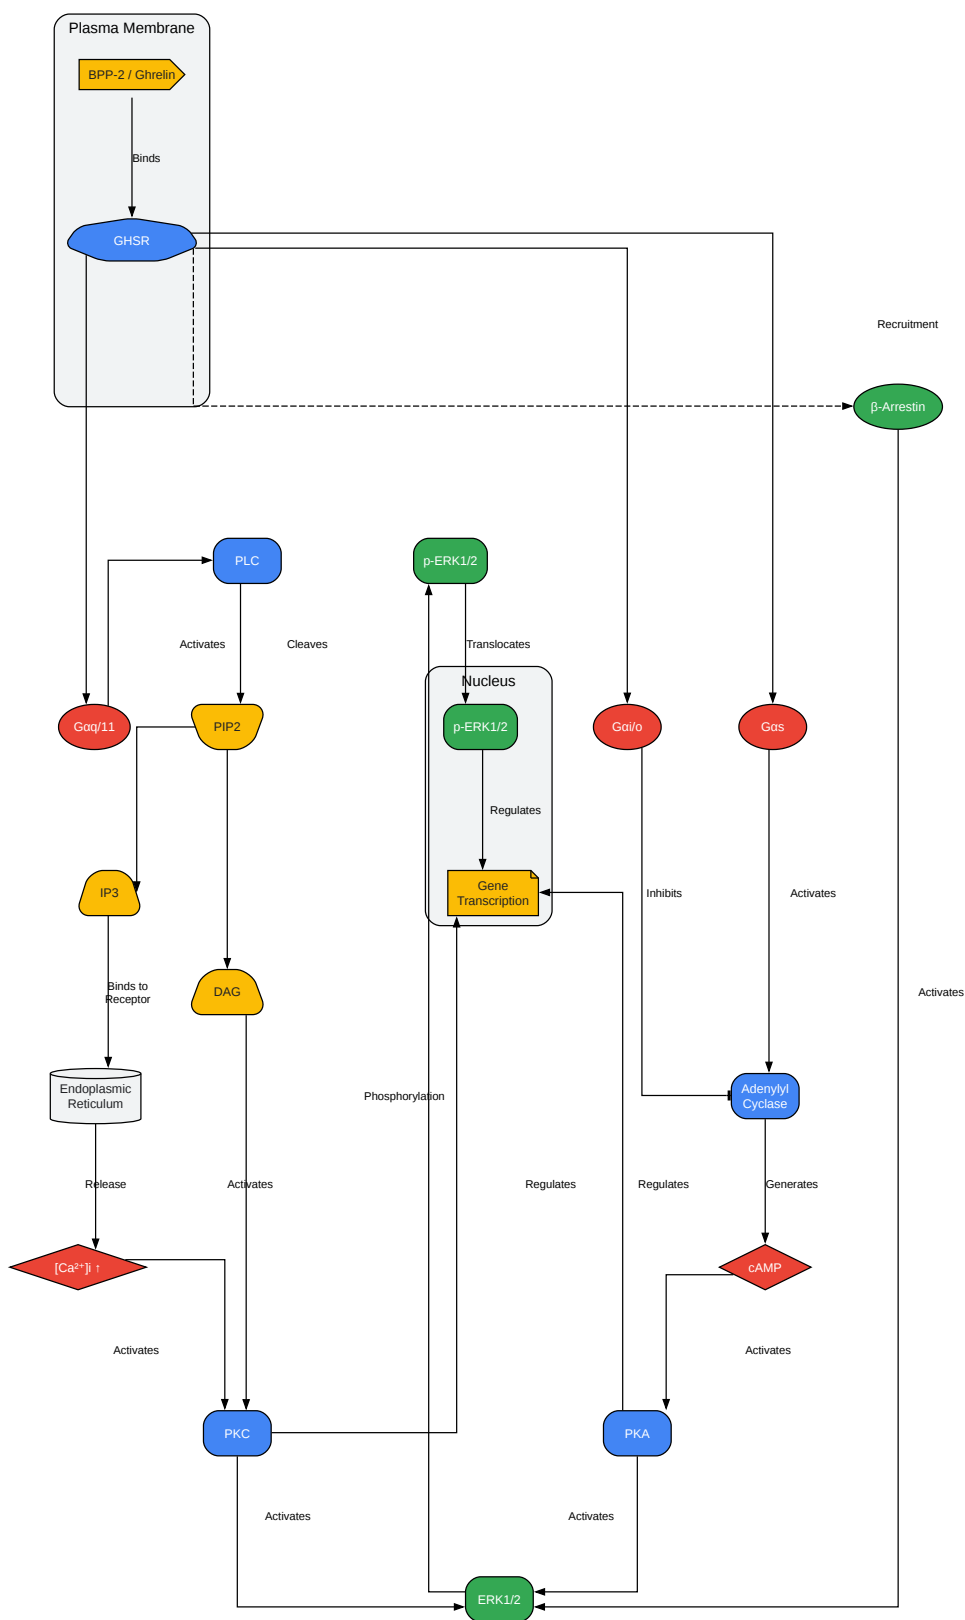 Plasma Membrane
BPP-2 / Ghrelin
Binds
GHSR
Recruitment
β-Arrestin
PLC
p-ERK1/2
Activates
Cleaves
Translocates
Nucleus
Gαq/11
PIP2
p-ERK1/2
Gαi/o
Gαs
Regulates
IP3
Gene
Transcription
Inhibits
Activates
Binds to
Receptor
DAG
Activates
Endoplasmic
Reticulum
Phosphorylation
Adenylyl
Cyclase
Release
Activates
Regulates
Regulates
Generates
[Ca²⁺]i ↑
cAMP
Activates
Activates
PKC
PKA
Activates
Activates
ERK1/2